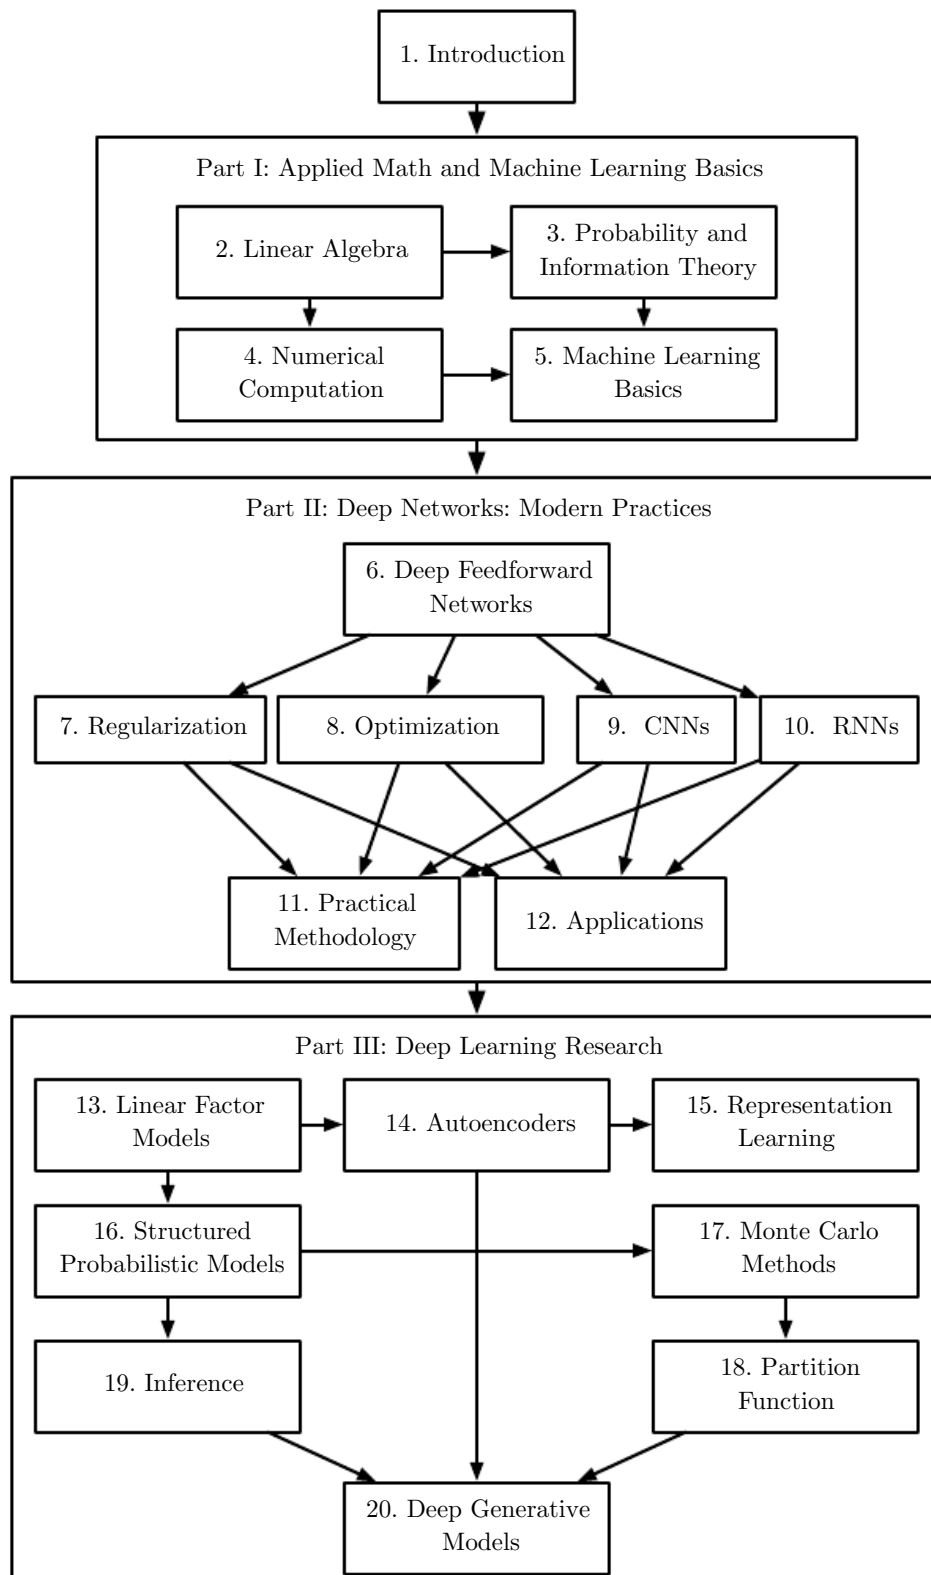 1. Introduction
Part I: Applied Math and Machine Learning Basics
2. Linear Algebra
3. Probability and
Information Theory
4. Numerical
Computation
5. Machine Learning
Basics
Part II: Deep Networks: Modern Practices
6. Deep Feedforward
Networks
7. Regularization
8. Optimization
9. CNNs
10. RNNs
11. Practical
Methodology
12. Applications
Part III: Deep Learning Research
13. Linear Factor
Models
14. Autoencoders
15. Representation
Learning
16. Structured
Probabilistic Models
17. Monte Carlo
Methods
19. Inference
18. Partition
Function
20. Deep Generative
Models